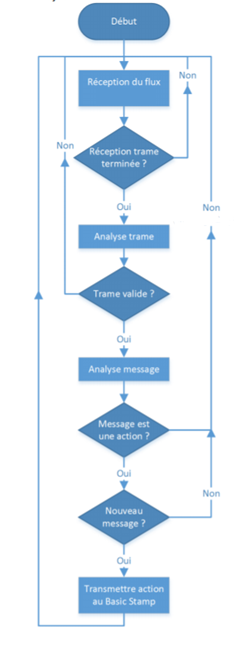 Début
Réception du flux
Non
Réception trame
terminée ?
Non
Oui
Non
Analyse trame
Trame valide ?
Oui
Analyse message
Message est
une action ?
Oui
Non
Nouveau
message ?
Oui
Transmettre action
au Basic Stamp